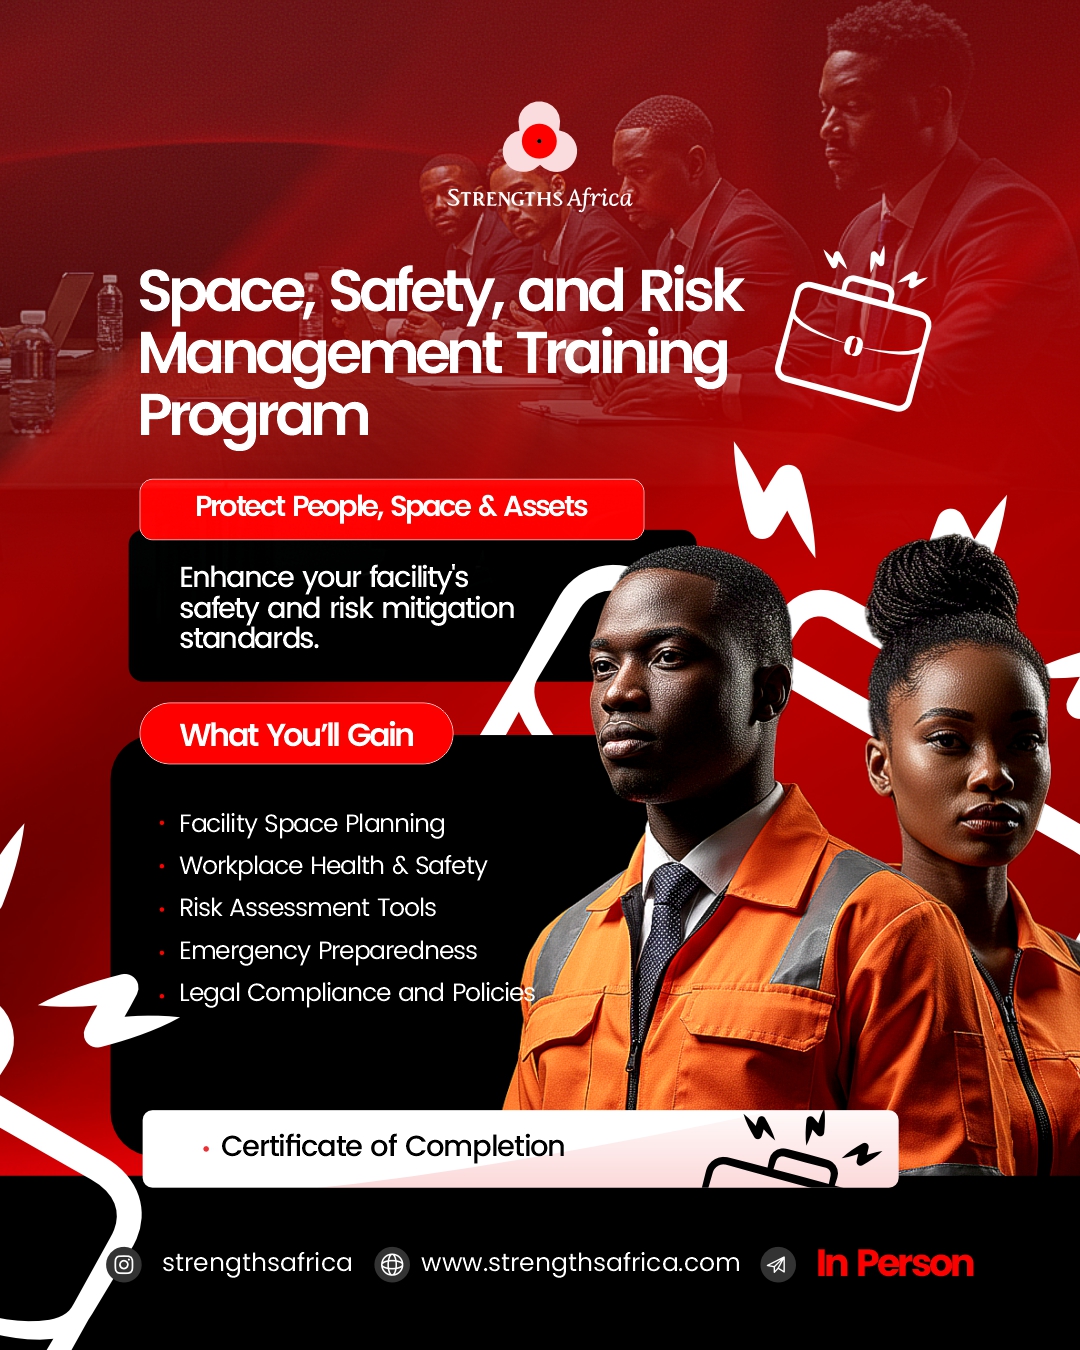 STRENGTHS Africa
Space, Safety, and Risk
Management Training
Program
Protect People, Space & Assets
Enhance your facility's
safety and risk mitigation
standards.
What You'll Gain
• Facility Space Planning
• Workplace Health & Safety
• Risk Assessment Tools
• Emergency Preparedness
• Legal Compliance and Policies
• Certificate of Completion
strengthsafrica www.strengthsafrica.com In Person